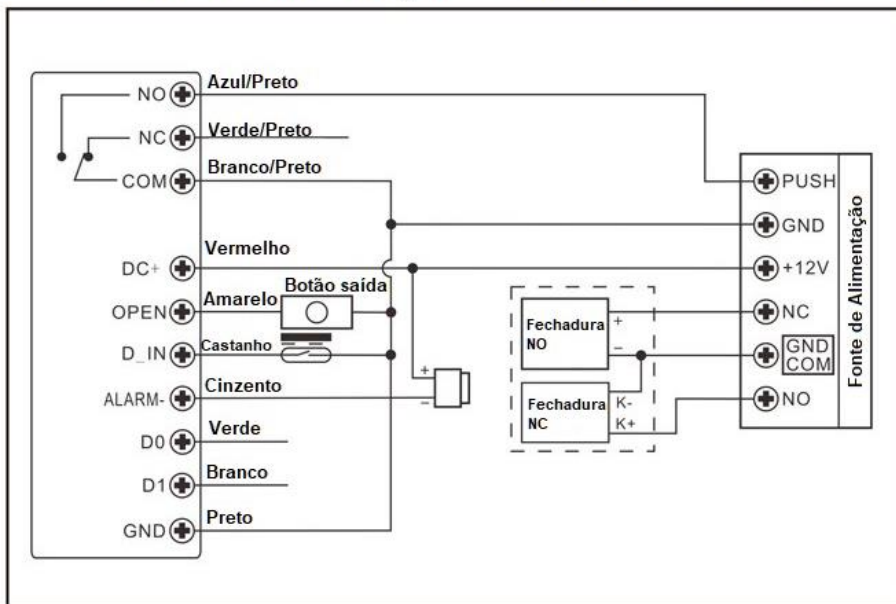 NO
Azul/Preto
NC
Verde/Preto
COM
Branco/Preto
DC+
Vermelho
OPEN
Amarelo
Botão saída
D_IN
Castanho
ALARM-
Cinzento
D0
Verde
D1
Branco
GND
Preto
+
–
Fechadura
NO
+
–
Fechadura
NC
K-
K+
PUSH
GND
+12V
NC
GND
COM
NO
Fonte de Alimentação